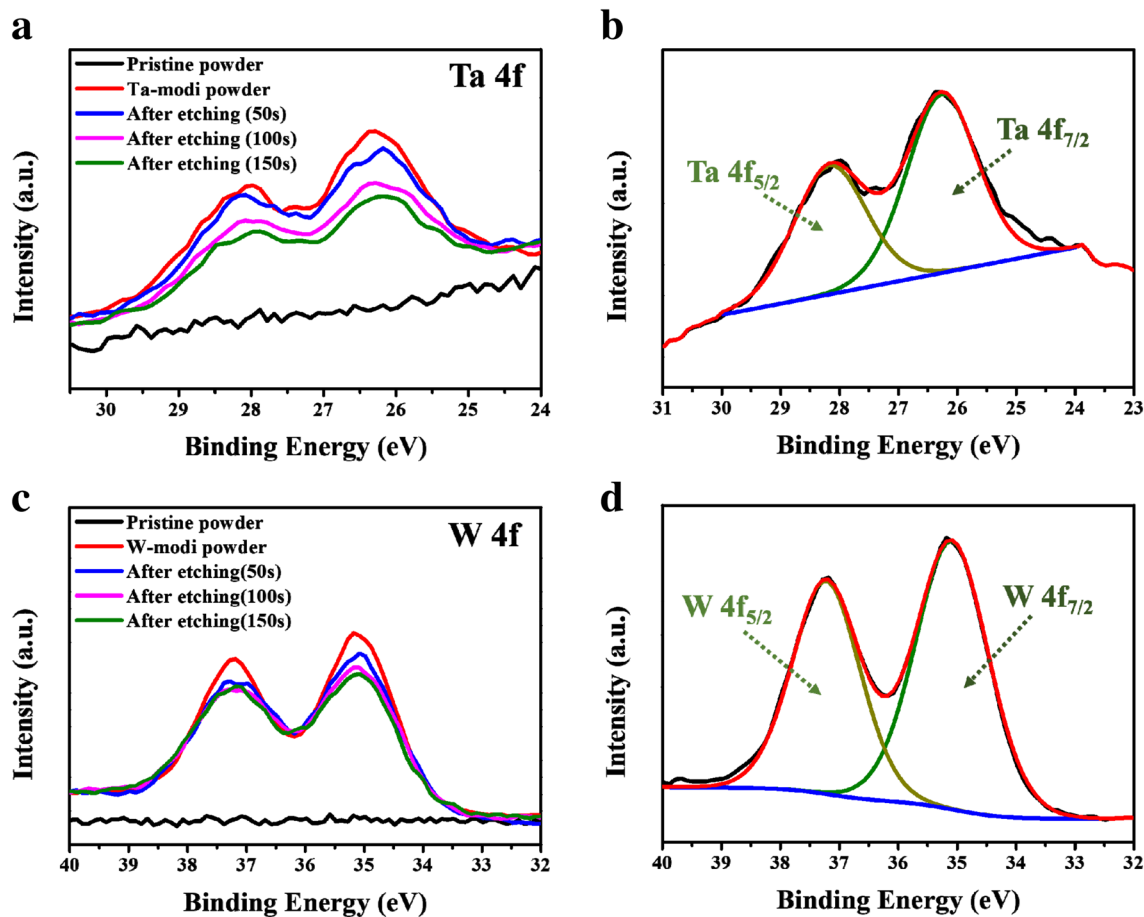 a
Pristine powder
Ta-modi powder
After etching (50s)
After etching (100s)
After etching (150s)
Ta 4f
Intensity (a.u.)
30 29 28 27 26 25 24
Binding Energy (eV)
b
Ta 4f5/2
Ta 4f7/2
Intensity (a.u.)
31 30 29 28 27 26 25 24 23
Binding Energy (eV)
c
Pristine powder
W-modi powder
After etching(50s)
After etching(100s)
After etching(150s)
W 4f
Intensity (a.u.)
40 39 38 37 36 35 34 33 32
Binding Energy (eV)
d
W 4f5/2
W 4f7/2
Intensity (a.u.)
40 39 38 37 36 35 34 33 32
Binding Energy (eV)